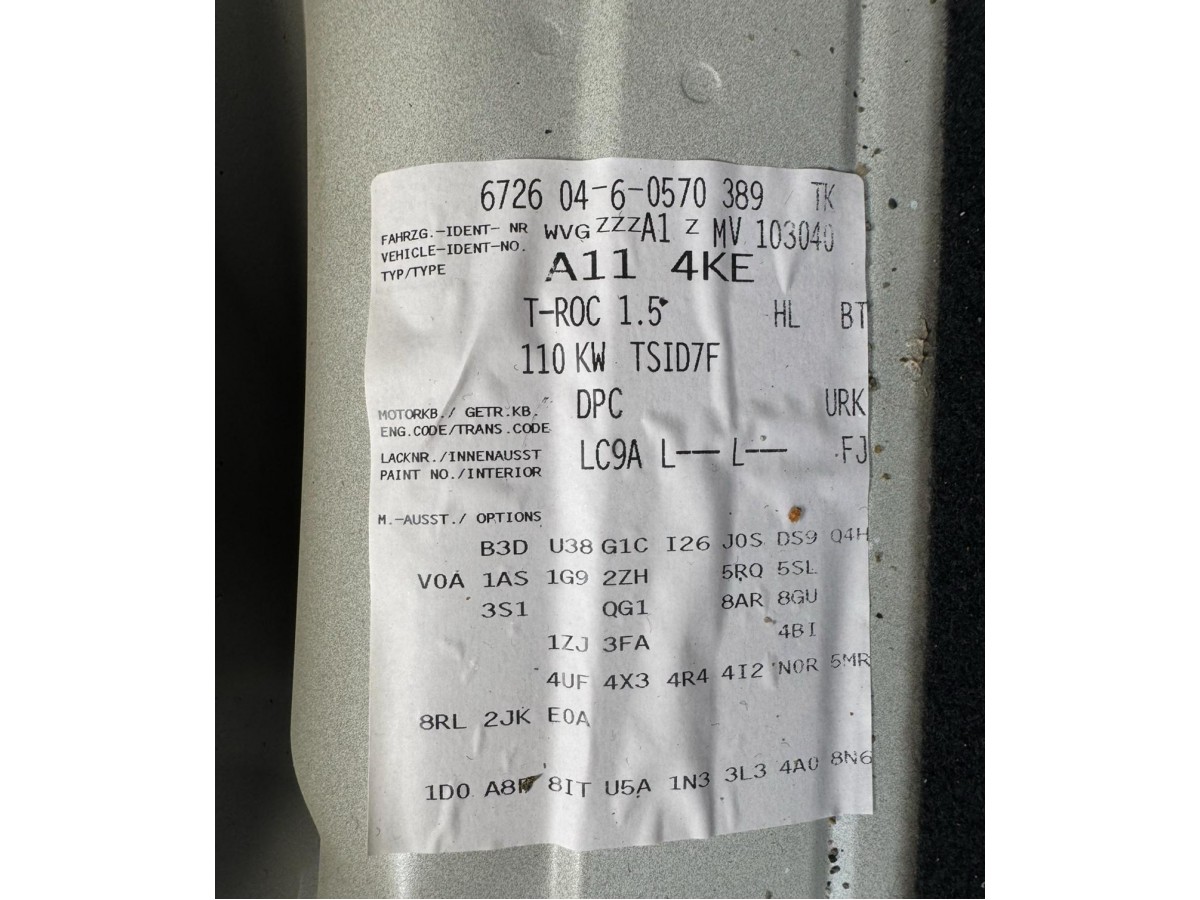 6726 04-6-0570 389 TK
FAHRZG.-IDENT- NR WVG ZZZ A1 Z MV 103040
VEHICLE-IDENT-NO.
TYP/TYPE A11 4KE
T-ROC 1.5 HL BT
110 KW TSID7F
MOTORKB./ GETR.KB. DPC URK
ENG.CODE/TRANS.CODE
LACKNR./INNENAUSST LC9A L-- L-- FJ
PAINT NO./INTERIOR
M.-AUSST./ OPTIONS
B3D U38 G1C I26 J0S DS9 Q4H
V0A 1AS 1G9 2ZH 5RQ 5SL
3S1 QG1 8AR 8GU
1ZJ 3FA 4BI
4UF 4X3 4R4 4I2 N0R 5MR
8RL 2JK E0A
1D0 8IT U5A 1N3 3L3 4A0 8N6